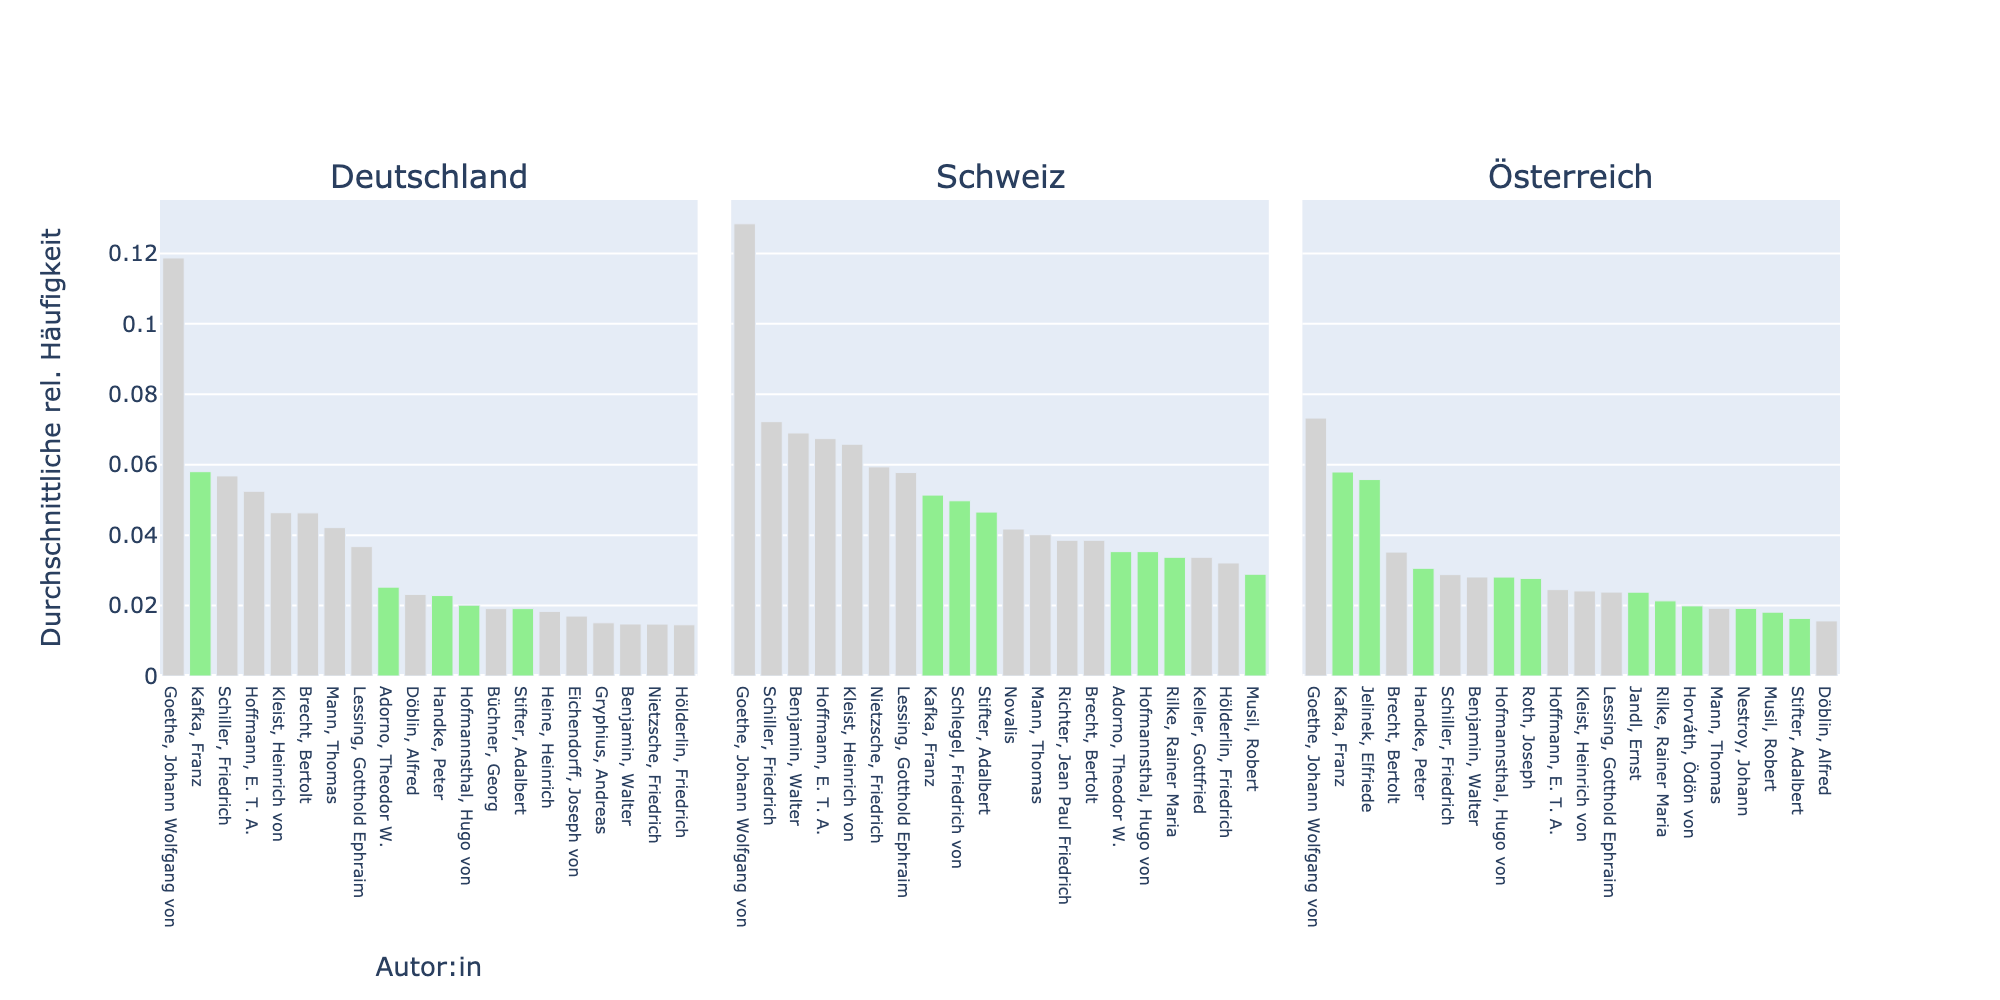 Deutschland
Schweiz
Österreich
Durchschnittliche rel. Häufigkeit
0.12
0.1
0.08
0.06
0.04
0.02
0
Goethe, Johann Wolfgang von
Kafka, Franz
Schiller, Friedrich
Hoffmann, E. T. A.
Kleist, Heinrich von
Brecht, Bertolt
Mann, Thomas
Lessing, Gotthold Ephraim
Adorno, Theodor W.
Döblin, Alfred
Handke, Peter
Hofmannsthal, Hugo von
Büchner, Georg
Stifter, Adalbert
Heine, Heinrich
Eichendorff, Joseph von
Gryphius, Andreas
Benjamin, Walter
Nietzsche, Friedrich
Hölderlin, Friedrich
Goethe, Johann Wolfgang von
Schiller, Friedrich
Benjamin, Walter
Hoffmann, E. T. A.
Kleist, Heinrich von
Nietzsche, Friedrich
Lessing, Gotthold Ephraim
Kafka, Franz
Schlegel, Friedrich von
Stifter, Adalbert
Novalis
Mann, Thomas
Richter, Jean Paul Friedrich
Brecht, Bertolt
Adorno, Theodor W.
Hofmannsthal, Hugo von
Rilke, Rainer Maria
Keller, Gottfried
Hölderlin, Friedrich
Musil, Robert
Goethe, Johann Wolfgang von
Kafka, Franz
Jelinek, Elfriede
Brecht, Bertolt
Handke, Peter
Schiller, Friedrich
Benjamin, Walter
Hofmannsthal, Hugo von
Roth, Joseph
Hoffmann, E. T. A.
Kleist, Heinrich von
Lessing, Gotthold Ephraim
Jandl, Ernst
Rilke, Rainer Maria
Horváth, Ödön von
Mann, Thomas
Nestroy, Johann
Musil, Robert
Stifter, Adalbert
Döblin, Alfred
Autor:in